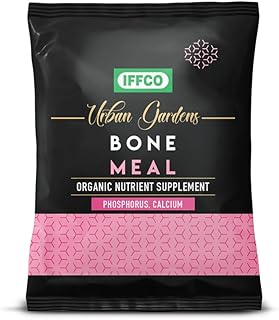 IFFCO
Urban Gardens
BONE
MEAL
ORGANIC NUTRIENT SUPPLEMENT
PHOSPHORUS, CALCIUM